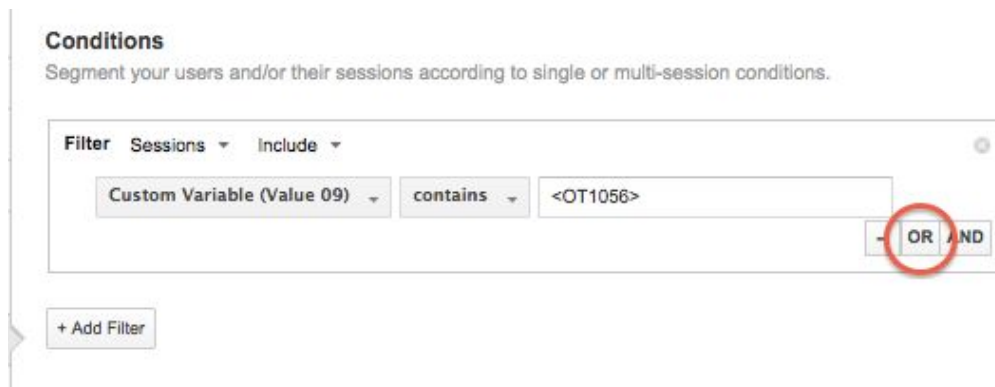 Conditions
Segment your users and/or their sessions according to single or multi-session conditions.
Filter Sessions Include
Custom Variable (Value 09) contains <OT1056>
- OR AND
+ Add Filter